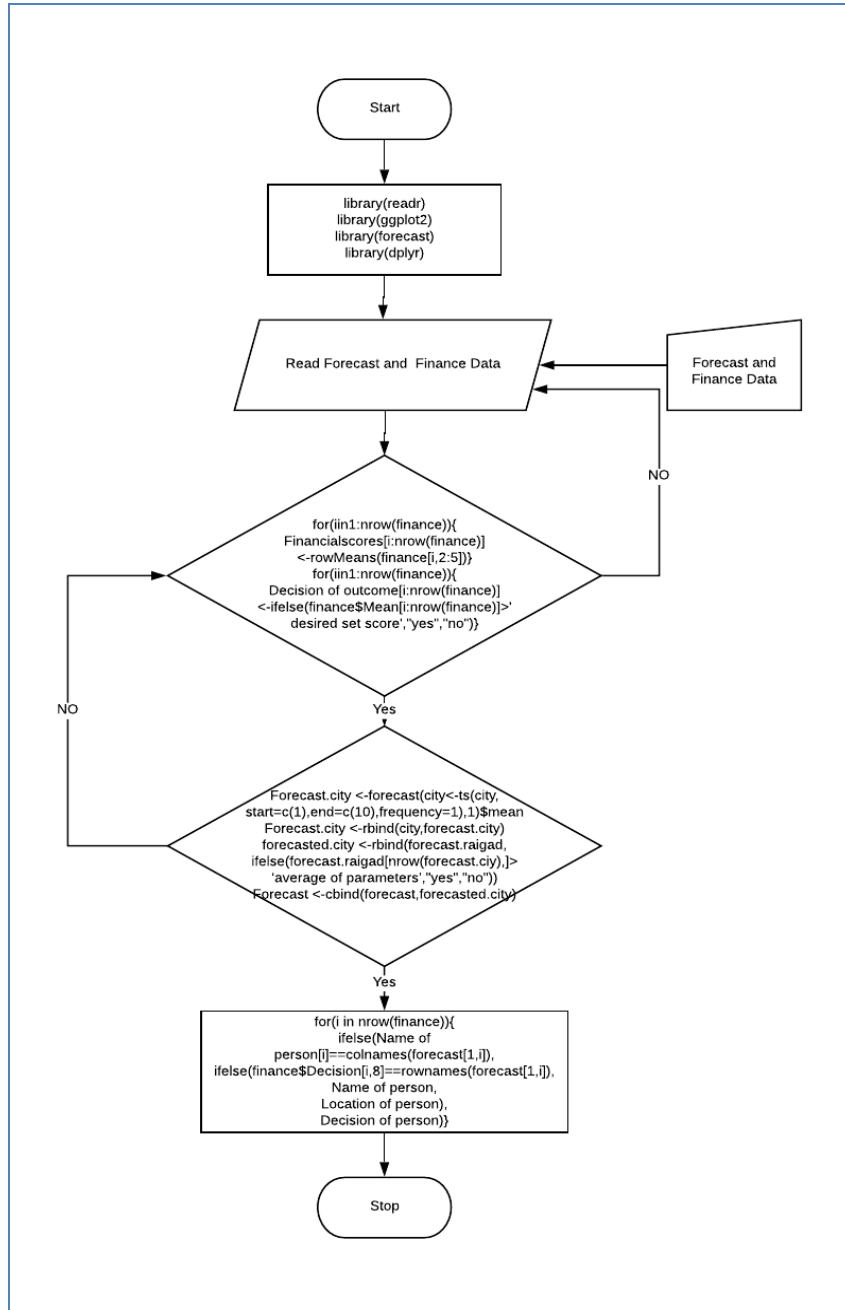 Start
library(readr)
library(ggplot2)
library(forecast)
library(dplyr)
Read Forecast and Finance Data
Forecast and
Finance Data
NO
for(iin1:nrow(finance)){
Financialscores[i:nrow(finance)]
<-rowMeans(finance[i,2:5])}
for(iin1:nrow(finance)){
Decision of outcome[i:nrow(finance)]
<-ifelse(finance$Mean[i:nrow(finance)]>'
desired set score',"yes","no")}
NO
Yes
Forecast.city <-forecast(city<-ts(city,
start=c(1),end=c(10),frequency=1),1)$mean
Forecast.city <-rbind(city,forecast.city)
forecasted.city <-rbind(forecast.raigad,
ifelse(forecast.raigad[nrow(forecast.ciy),]>
'average of parameters',"yes","no"))
Forecast <-cbind(forecast,forecasted.city)
Yes
for(i in nrow(finance)){
ifelse(Name of
person[i]==colnames(forecast[1,i]),
ifelse(finance$Decision[i,8]==rownames(forecast[1,i]),
Name of person,
Location of person),
Decision of person)}
Stop